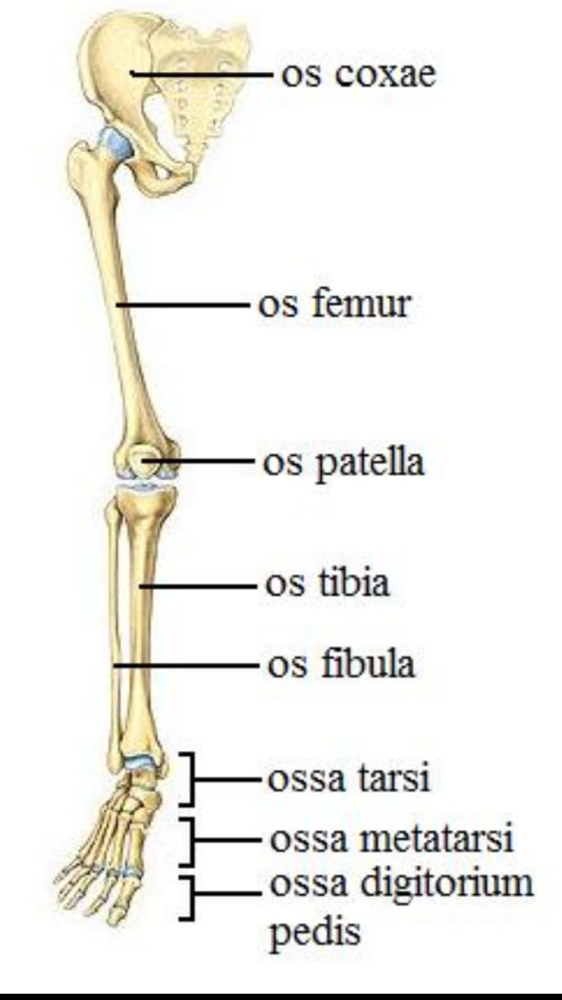 os coxae
os femur
os patella
os tibia
os fibula
ossa tarsi
ossa metatarsi
ossa digitorium
pedis